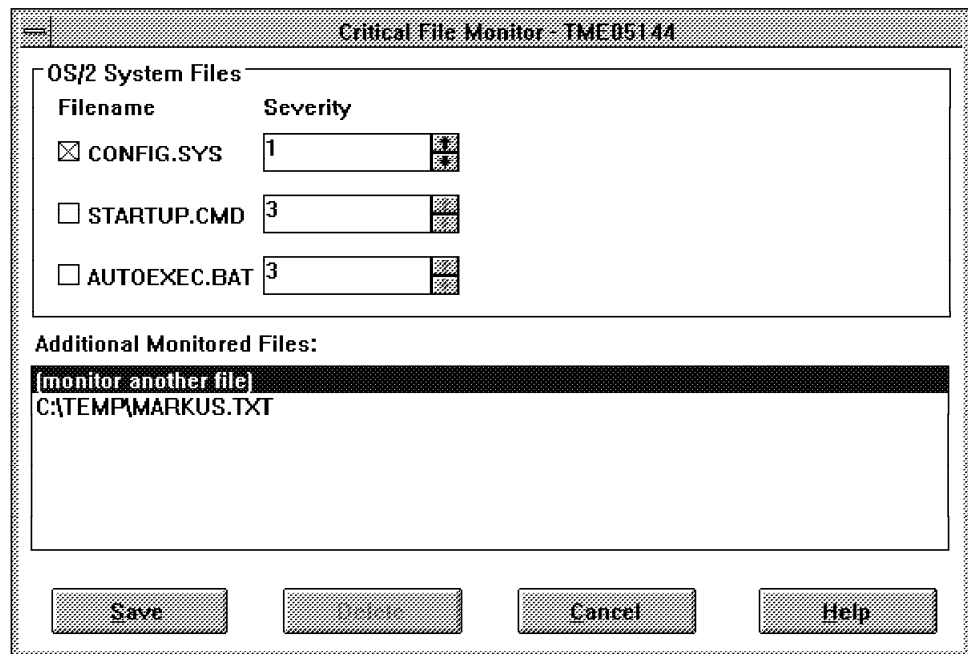 Critical File Monitor - TME05144
OS/2 System Files
Filename Severity
CONFIG.SYS 1
STARTUP.CMD 3
AUTOEXEC.BAT 3
Additional Monitored Files:
(monitor another file)
C:\TEMP\MARKUS.TXT
Save Delete Cancel Help